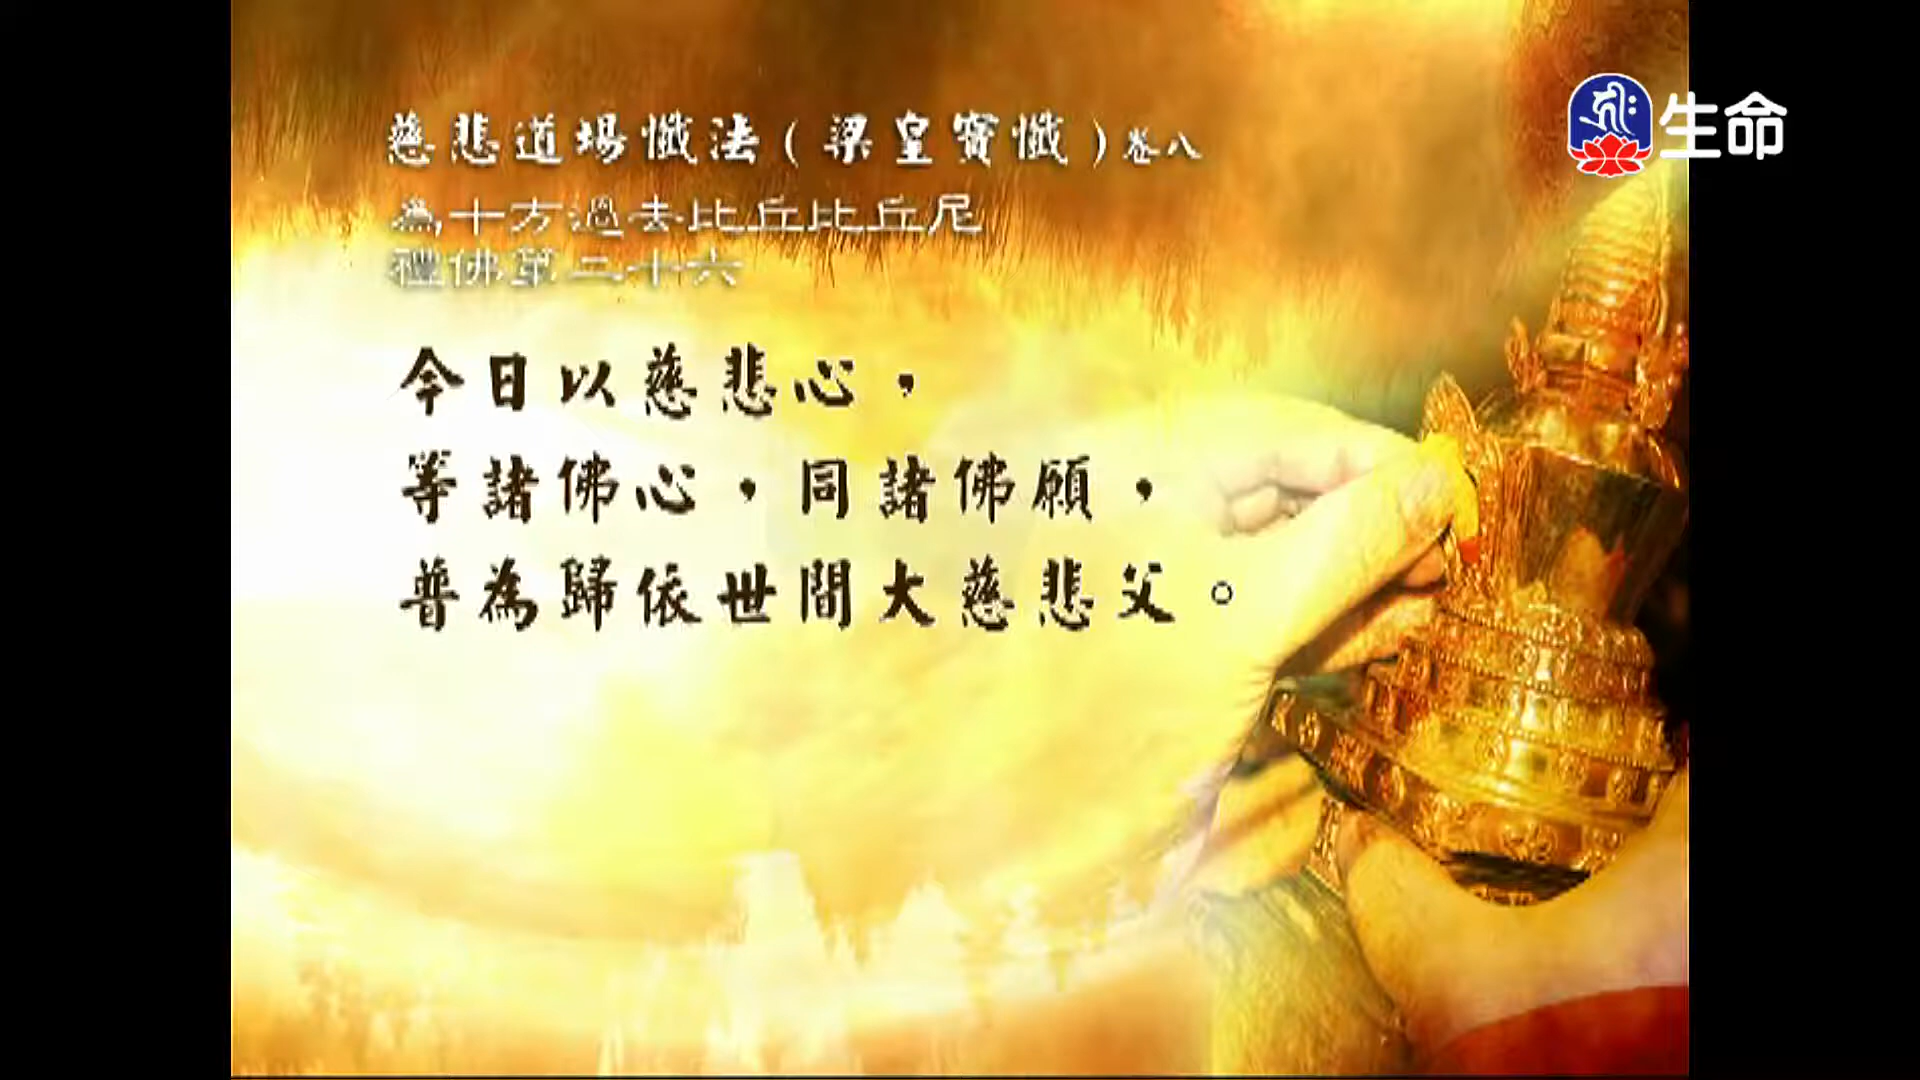 慈悲道場懺法(梁皇寶懺)卷八
為十方過去比丘比丘尼
禮佛第二十六
今日以慈悲心，
等諸佛心，同諸佛願，
普為歸依世間大慈悲父。
生命